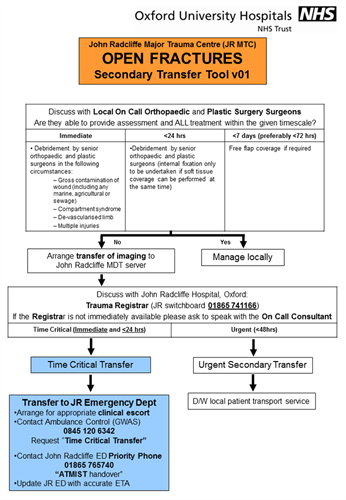 Oxford University Hospitals NHS
NHS Trust
John Radcliffe Major Trauma Centre (JR MTC)
OPEN FRACTURES
Secondary Transfer Tool v01
Discuss with Local On Call Orthopaedic and Plastic Surgery Surgeons
Are they able to provide assessment and ALL treatment within the given timescale?
Immediate
• Debridement by senior
orthopaedic and plastic
surgeons in the following
circumstances:
– Gross contamination of
wound (including any
marine, agricultural or
sewage)
– Compartment syndrome
– De-vascularised limb
– Multiple injuries
<24 hrs
•Debridement by senior
orthopaedic and plastic
surgeons (internal fixation only
to be undertaken if soft tissue
coverage can be performed at
the same time)
<7 days (preferably <72 hrs)
Free flap coverage if required
No
Yes
Arrange transfer of imaging to
John Radcliffe MDT server
Manage locally
Discuss with John Radcliffe Hospital, Oxford:
Trauma Registrar (JR switchboard 01865 741166)
If the Registrar is not immediately available please ask to speak with the On Call Consultant
Time Critical (Immediate and <24 hrs)
Urgent (<48hrs)
Time Critical Transfer
Urgent Secondary Transfer
Transfer to JR Emergency Dept
•Arrange for appropriate clinical escort
•Contact Ambulance Control (GWAS)
0845 120 6342
Request "Time Critical Transfer"
•Contact John Radcliffe ED Priority Phone
01865 765740
"ATMIST handover"
•Update JR ED with accurate ETA
D/W local patient transport service